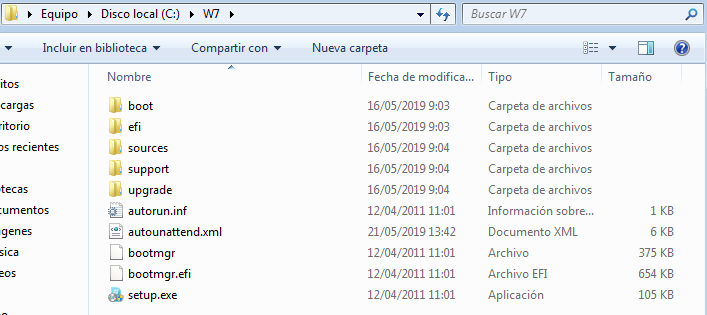 Equipo Disco local (C:) W7 Buscar W7
Incluir en biblioteca Compartir con Nueva carpeta
Nombre Fecha de modifica... Tipo Tamaño
boot 16/05/2019 9:03 Carpeta de archivos
efi 16/05/2019 9:03 Carpeta de archivos
sources 16/05/2019 9:04 Carpeta de archivos
support 16/05/2019 9:04 Carpeta de archivos
upgrade 16/05/2019 9:04 Carpeta de archivos
autorun.inf 12/04/2011 11:01 Información sobre... 1 KB
autounattend.xml 21/05/2019 13:42 Documento XML 6 KB
bootmgr 12/04/2011 11:01 Archivo 375 KB
bootmgr.efi 12/04/2011 11:01 Archivo EFI 654 KB
setup.exe 12/04/2011 11:01 Aplicación 105 KB
itos
cargas
ritorio
os recientes
otecas
cumentos
ágenes
sica
eos